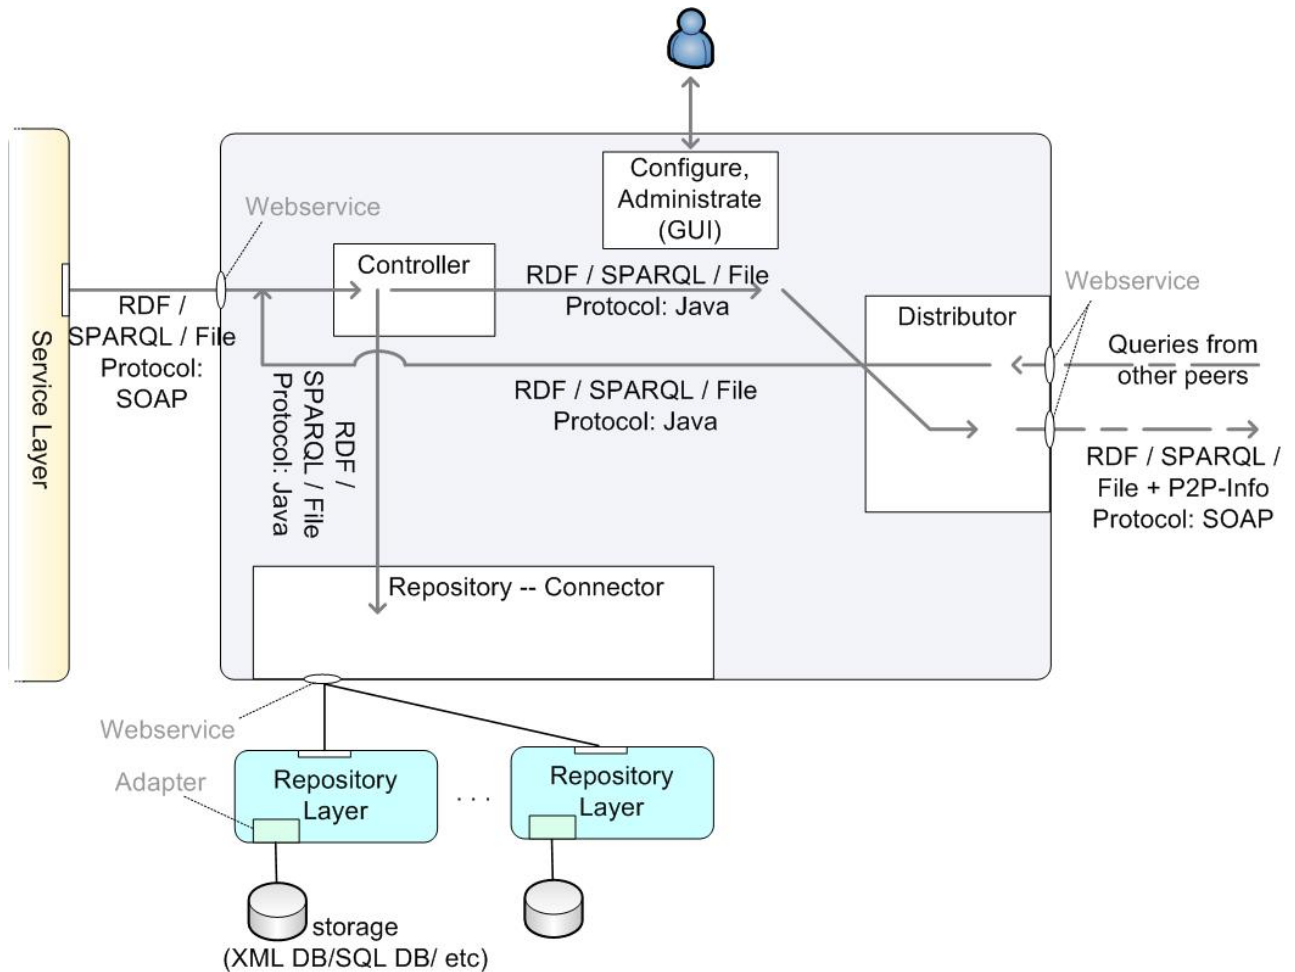 Configure,
Administrate
(GUI)
Webservice
Controller
RDF / SPARQL / File
Protocol: Java
Webservice
RDF /
SPARQL / File
Protocol:
SOAP
Service Layer
Distributor
Queries from
other peers
RDF / SPARQL / File
Protocol: Java
RDF /
SPARQL / File
Protocol: Java
RDF / SPARQL /
File + P2P-Info
Protocol: SOAP
Repository -- Connector
Webservice
Adapter
Repository
Layer
. . .
Repository
Layer
storage
(XML DB/SQL DB/ etc)